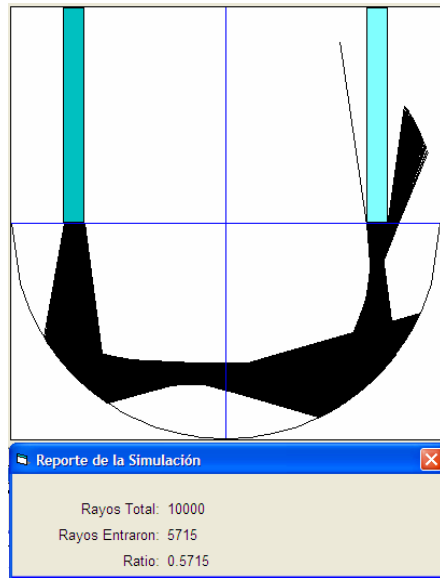 Reporte de la Simulación
Rayos Total: 10000
Rayos Entraron: 5715
Ratio: 0.5715